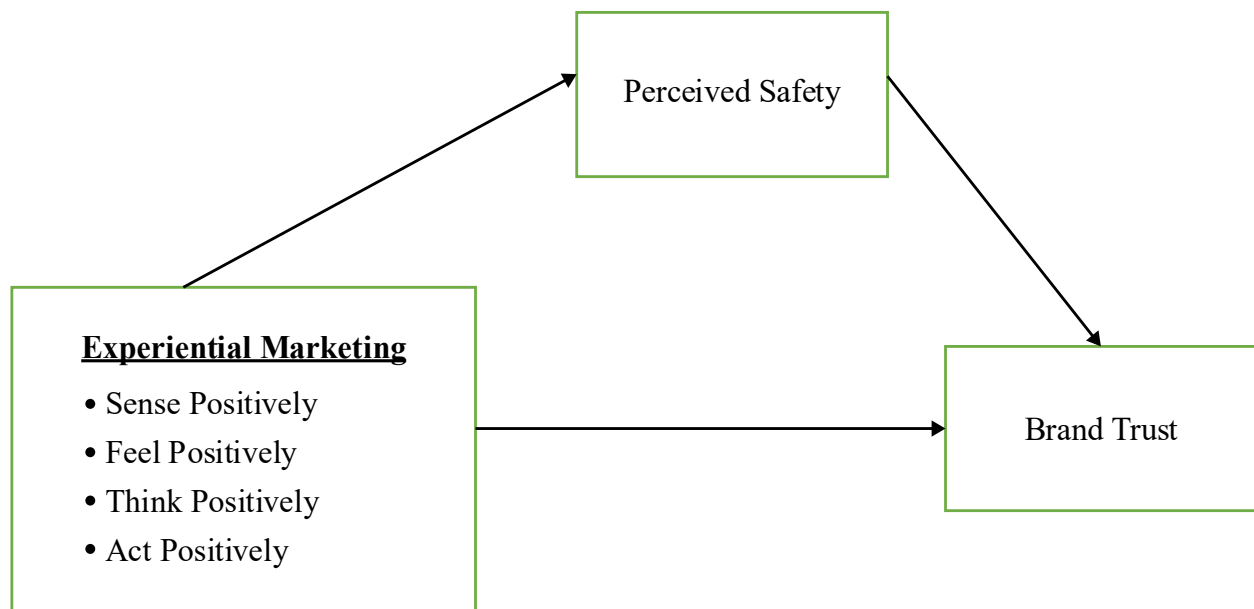 Perceived Safety
Experiential Marketing
• Sense Positively
• Feel Positively
• Think Positively
• Act Positively
Brand Trust